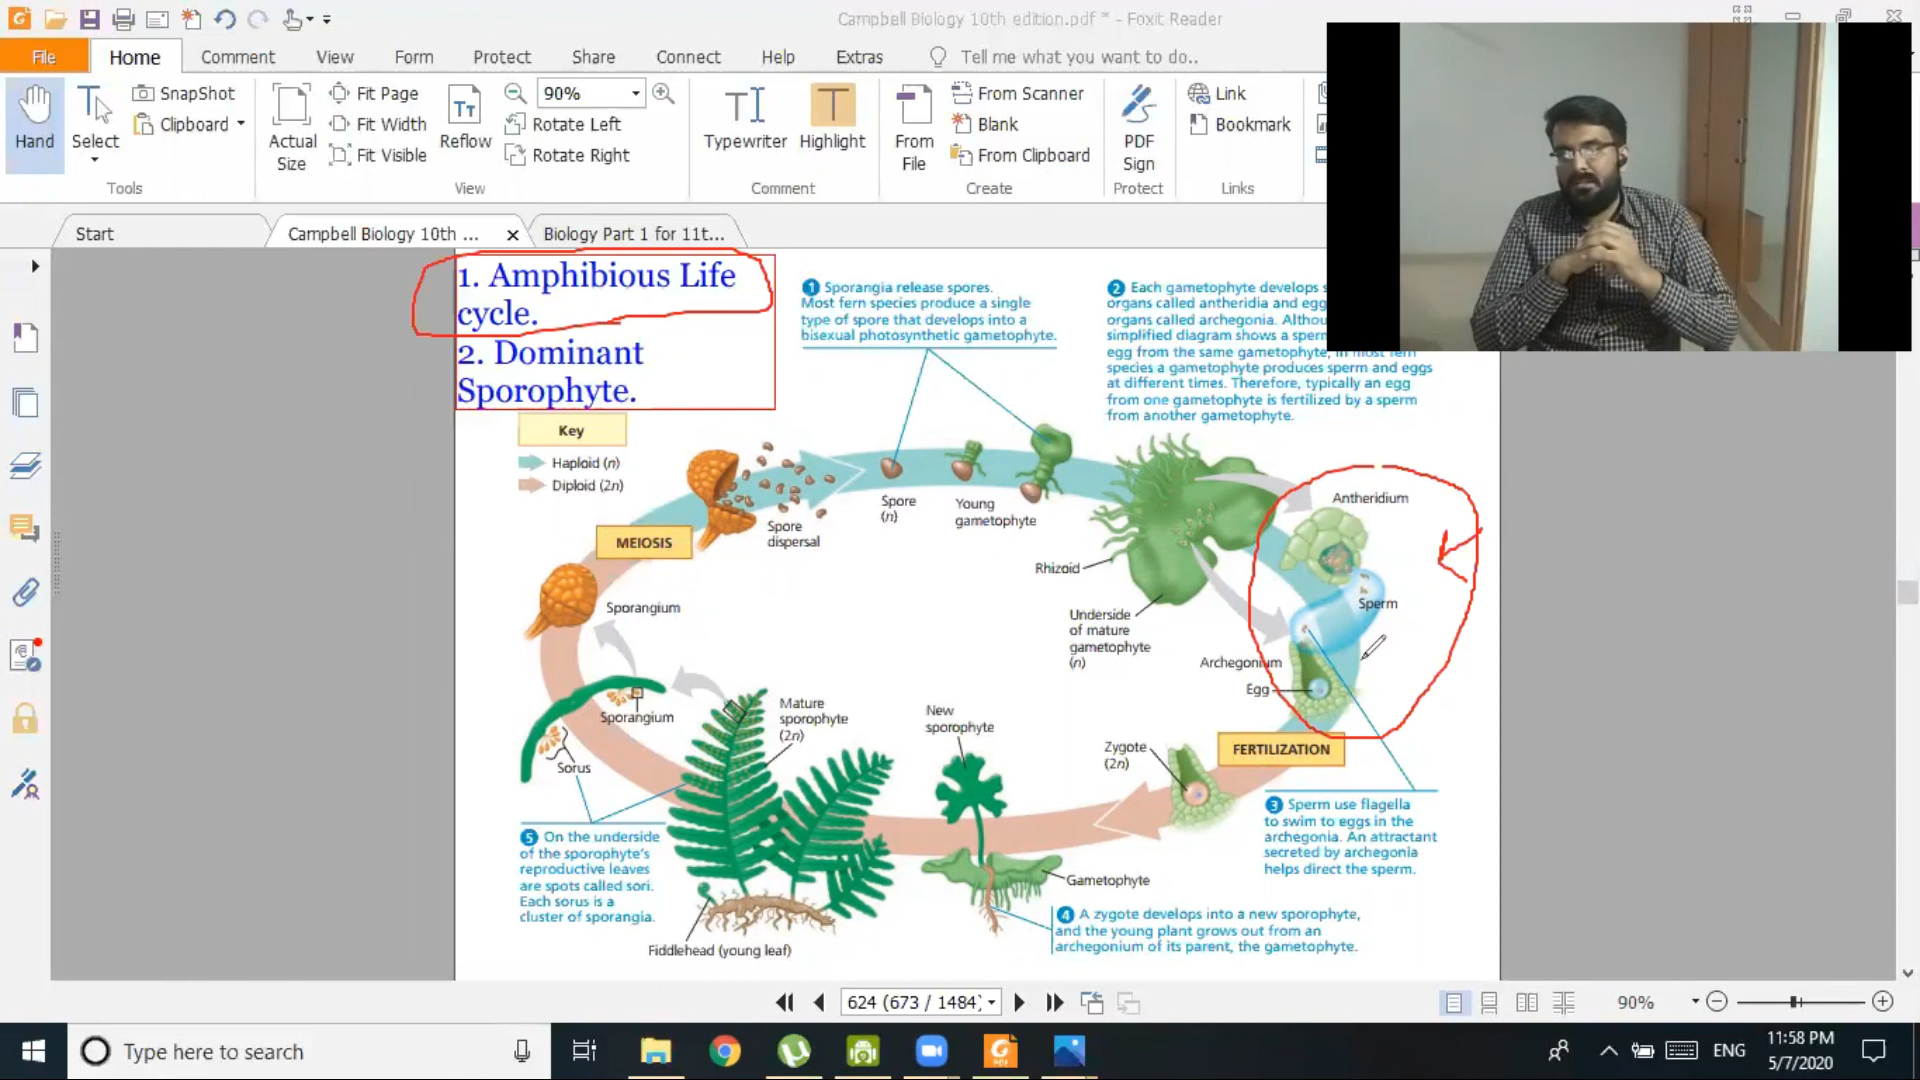 Campbell Biology 10th edition.pdf * - Foxit Reader
File
Home
Comment
View
Form
Protect
Share
Connect
Help
Extras
Tell me what you want to do..
Hand
Select
SnapShot
Clipboard
Tools
Actual
Size
Fit Page
Fit Width
Fit Visible
Reflow
90%
Rotate Left
Rotate Right
View
Typewriter
Highlight
Comment
From
File
From Scanner
Blank
From Clipboard
Create
PDF
Sign
Protect
Link
Bookmark
Links
Start
Campbell Biology 10th ...
Biology Part 1 for 11t...
1. Amphibious Life
cycle.
2. Dominant
Sporophyte.
Key
Haploid (n)
Diploid (2n)
1 Sporangia release spores.
Most fern species produce a single
type of spore that develops into a
bisexual photosynthetic gametophyte.
2 Each gametophyte develops
organs called antheridia and egg
organs called archegonia.
simplified diagram shows a sperm
egg from the same gametophyte, in most fern
species a gametophyte produces sperm and eggs
at different times. Therefore, typically an egg
from one gametophyte is fertilized by a sperm
from another gametophyte.
MEIOSIS
Spore
dispersal
Spore
(n)
Young
gametophyte
Rhizoid
Underside
of mature
gametophyte
(n)
Antheridium
Sperm
Archegonium
Egg
Sporangium
Sporangium
Sorus
Mature
sporophyte
(2n)
New
sporophyte
Zygote
(2n)
FERTILIZATION
3 Sperm use flagella
to swim to eggs in the
archegonia. An attractant
secreted by archegonia
helps direct the sperm.
5 On the underside
of the sporophyte's
reproductive leaves
are spots called sori.
Each sorus is a
cluster of sporangia.
Gametophyte
4 A zygote develops into a new sporophyte,
and the young plant grows out from an
archegonium of its parent, the gametophyte.
Fiddlehead (young leaf)
624 (673 / 1484)
90%
Type here to search
ENG
11:58 PM
5/7/2020